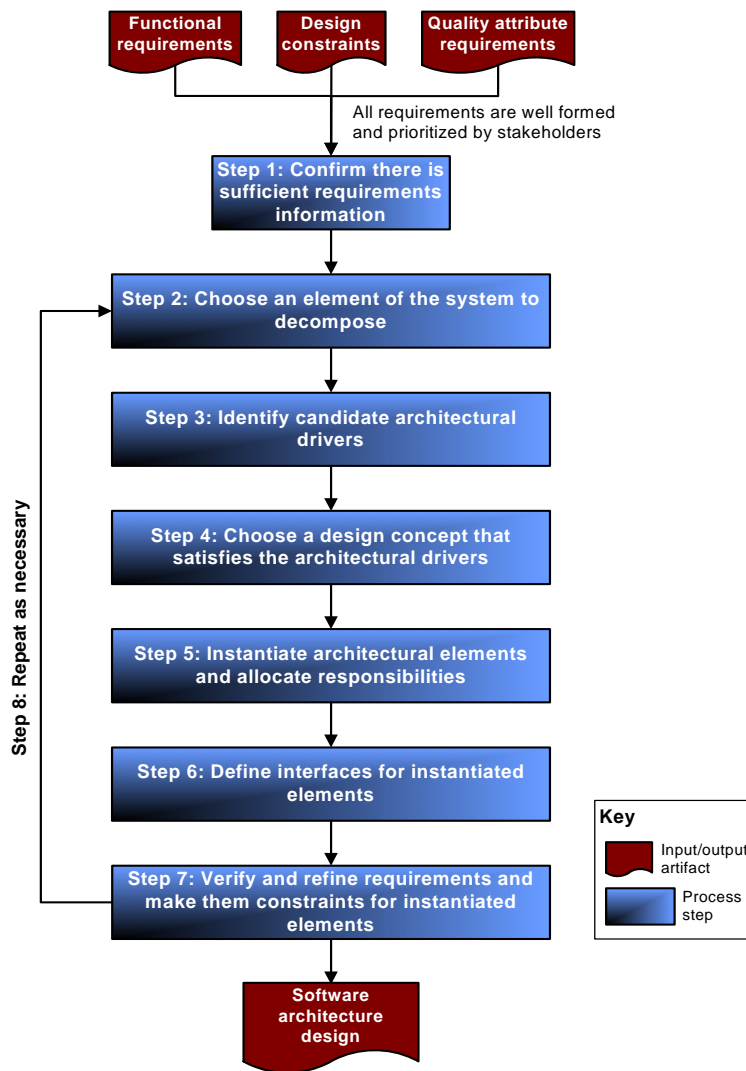 Functional
requirements
Design
constraints
Quality attribute
requirements
All requirements are well formed
and prioritized by stakeholders
Step 1: Confirm there is
sufficient requirements
information
Step 2: Choose an element of the system to
decompose
Step 3: Identify candidate architectural
drivers
Step 4: Choose a design concept that
satisfies the architectural drivers
Step 5: Instantiate architectural elements
and allocate responsibilities
Step 6: Define interfaces for instantiated
elements
Step 7: Verify and refine requirements and
make them constraints for instantiated
elements
Step 8: Repeat as necessary
Software
architecture
design
Key
Input/output
artifact
Process
step